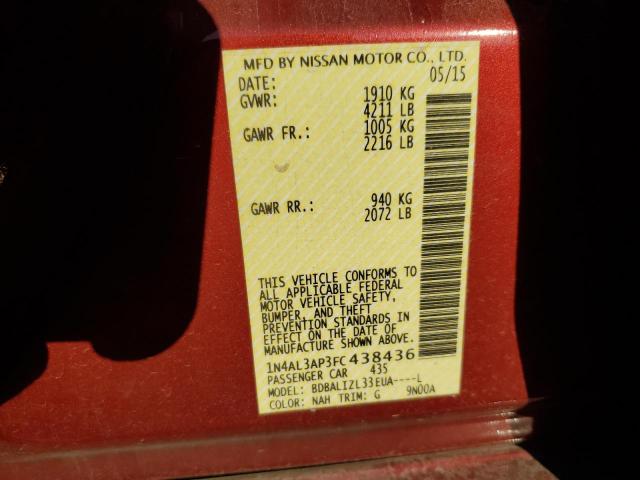 MFD BY NISSAN MOTOR CO., LTD.
DATE: 05/15
GVWR: 1910 KG
4211 LB
GAWR FR.: 1005 KG
2216 LB
GAWR RR.: 940 KG
2072 LB
THIS VEHICLE CONFORMS TO
ALL APPLICABLE FEDERAL
MOTOR VEHICLE SAFETY,
BUMPER, AND THEFT
PREVENTION STANDARDS IN
EFFECT ON THE DATE OF
MANUFACTURE SHOWN ABOVE.
1N4AL3AP3FC438436
PASSENGER CAR 435
MODEL: BDBALIZL33EUA----L
COLOR: NAH TRIM: G 9N00A